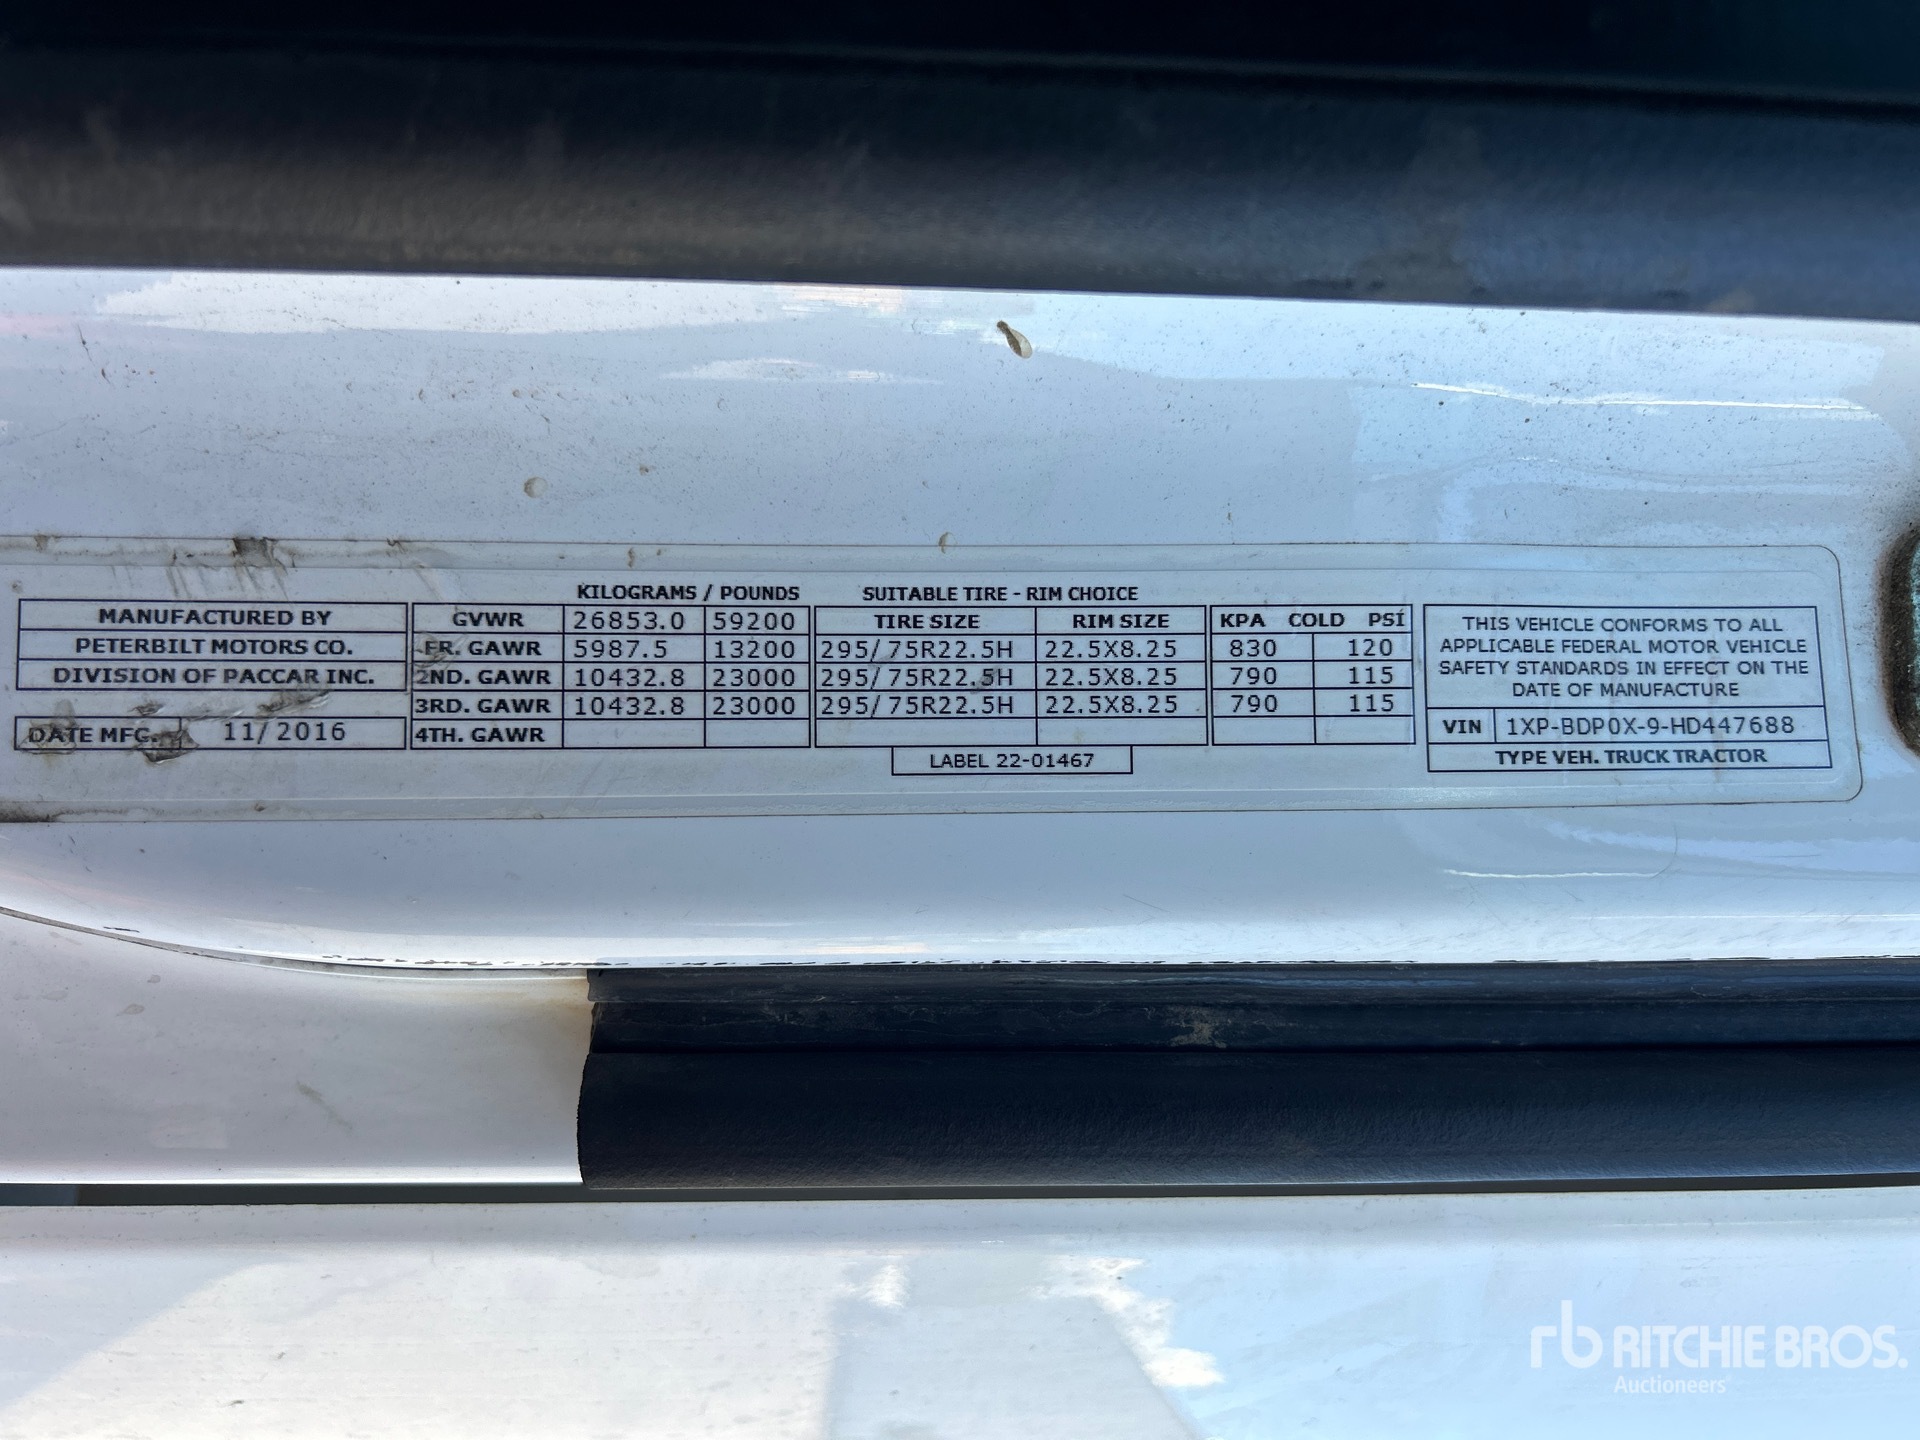 MANUFACTURED BY
PETERBILT MOTORS CO.
DIVISION OF PACCAR INC.
DATE MFG. 11/2016
KILOGRAMS / POUNDS
GVWR 26853.0 59200
FR. GAWR 5987.5 13200
2ND. GAWR 10432.8 23000
3RD. GAWR 10432.8 23000
4TH. GAWR
SUITABLE TIRE - RIM CHOICE
TIRE SIZE RIM SIZE
295/75R22.5H 22.5X8.25
295/75R22.5H 22.5X8.25
295/75R22.5H 22.5X8.25
KPA COLD PSI
830 120
790 115
790 115
LABEL 22-01467
THIS VEHICLE CONFORMS TO ALL
APPLICABLE FEDERAL MOTOR VEHICLE
SAFETY STANDARDS IN EFFECT ON THE
DATE OF MANUFACTURE
VIN 1XP-BDP0X-9-HD447688
TYPE VEH. TRUCK TRACTOR
rb RITCHIE BROS.
Auctioneers